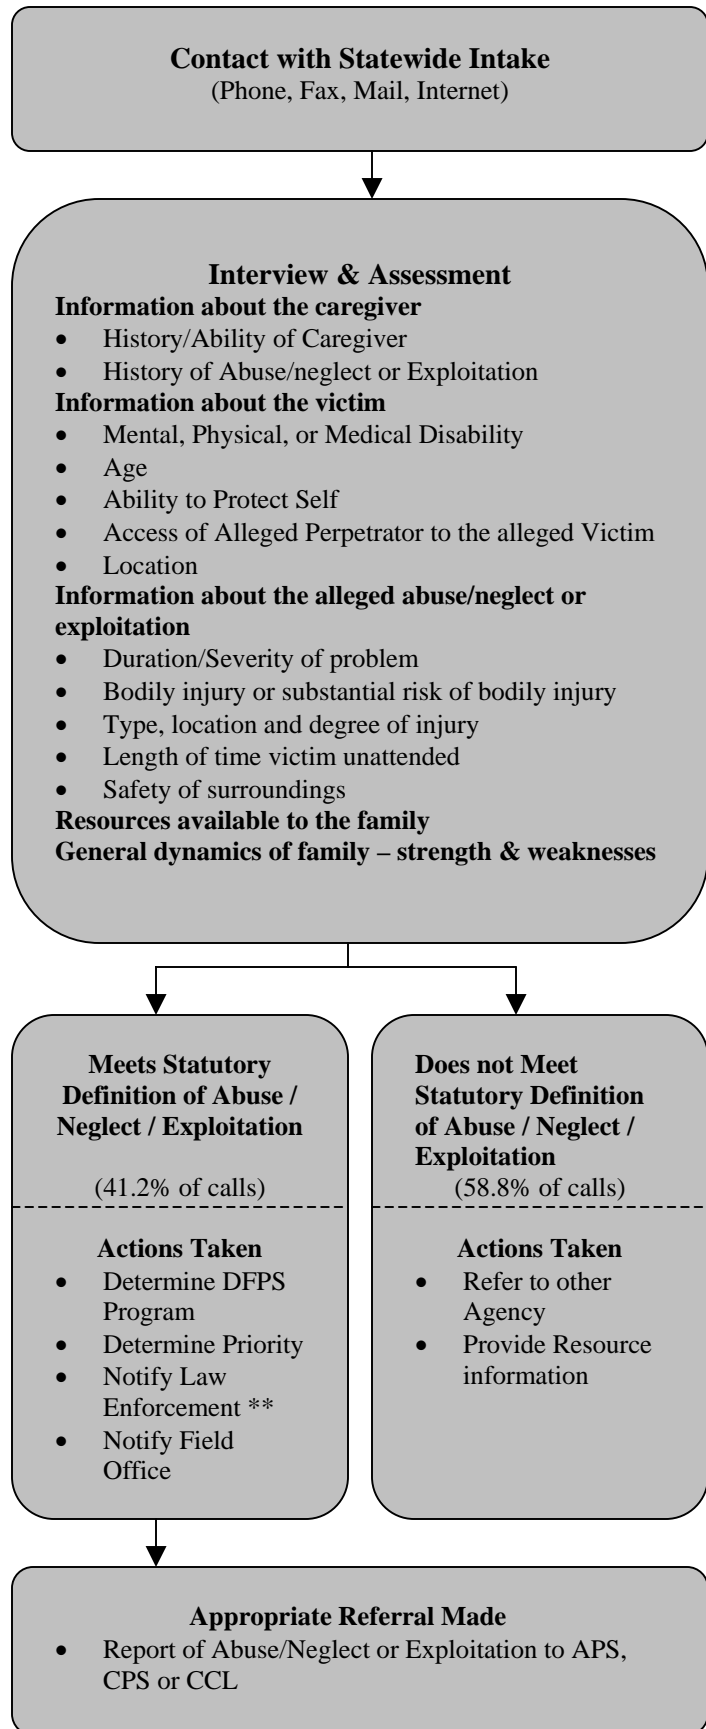 Contact with Statewide Intake
(Phone, Fax, Mail, Internet)
Interview & Assessment
Information about the caregiver
• History/Ability of Caregiver
• History of Abuse/neglect or Exploitation
Information about the victim
• Mental, Physical, or Medical Disability
• Age
• Ability to Protect Self
• Access of Alleged Perpetrator to the alleged Victim
• Location
Information about the alleged abuse/neglect or
exploitation
• Duration/Severity of problem
• Bodily injury or substantial risk of bodily injury
• Type, location and degree of injury
• Length of time victim unattended
• Safety of surroundings
Resources available to the family
General dynamics of family – strength & weaknesses
Meets Statutory
Definition of Abuse /
Neglect / Exploitation
(41.2% of calls)
Actions Taken
• Determine DFPS
Program
• Determine Priority
• Notify Law
Enforcement **
• Notify Field
Office
Does not Meet
Statutory Definition
of Abuse / Neglect /
Exploitation
(58.8% of calls)
Actions Taken
• Refer to other
Agency
• Provide Resource
information
Appropriate Referral Made
• Report of Abuse/Neglect or Exploitation to APS,
CPS or CCL